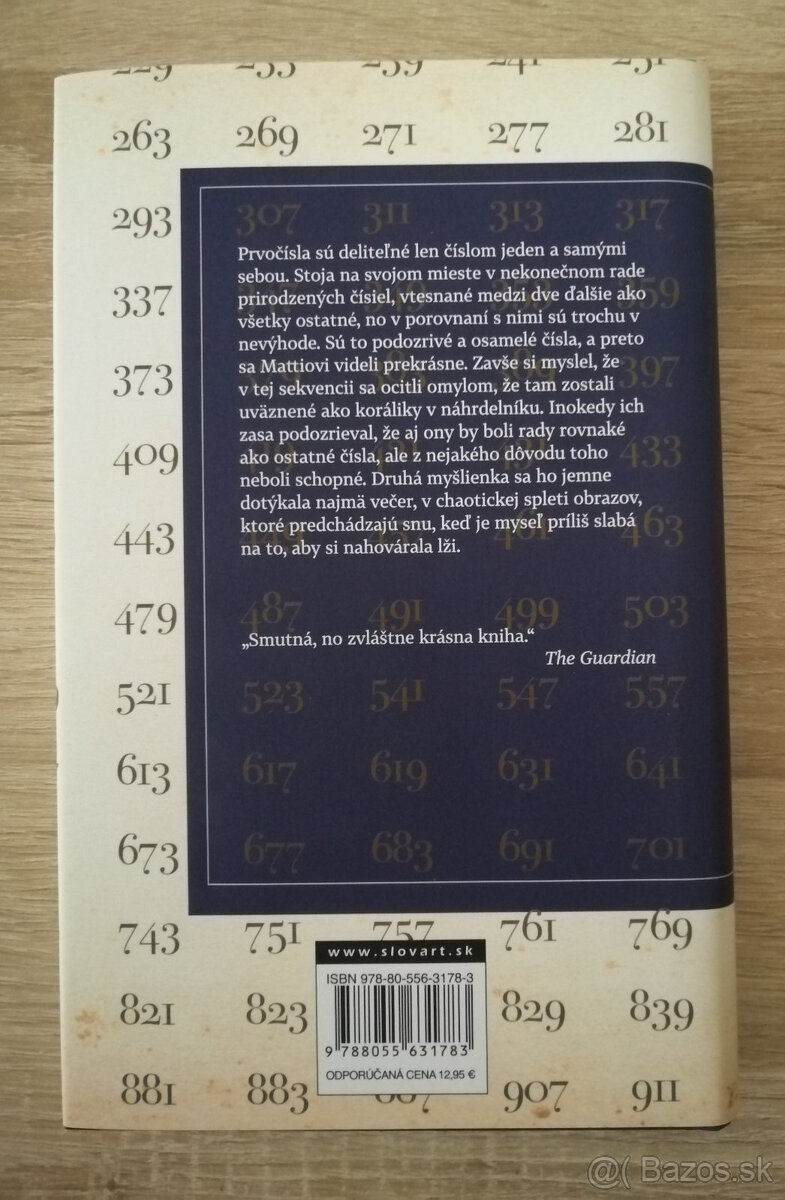 229 233 239 241 251
263 269 271 277 281
293 307 311 313 317
Prvočísla sú deliteľné len číslom jeden a samými
sebou. Stoja na svojom mieste v nekonečnom rade
337 359
prirodzených čísiel, vtesnané medzi dve ďalšie ako
všetky ostatné, no v porovnaní s nimi sú trochu v
nevýhode. Sú to podozrivé a osamelé čísla, a preto
sa Mattiovi videli prekrásne. Zavše si myslel, že
373 397
v tej sekvencii sa ocitli omylom, že tam zostali
uväznené ako koráliky v náhrdelníku. Inokedy ich
zasa podozrieval, že aj ony by boli rady rovnaké
409 433
ako ostatné čísla, ale z nejakého dôvodu toho
neboli schopné. Druhá myšlienka sa ho jemne
dotýkala najmä večer, v chaotickej spleti obrazov,
443 463
ktoré predchádzajú snu, keď je myseľ príliš slabá
na to, aby si nahovárala lži.
479 487 491 499 503
„Smutná, no zvláštne krásna kniha.“
The Guardian
521 523 541 547 557
613 617 619 631 641
673 677 683 691 701
743 751 757 761 769
www.slovart.sk
ISBN 978-80-556-3178-3
821 823 829 839
9 788055 631783
ODPORÚČANÁ CENA 12,95 €
881 883 887 907 911
@( Bazos.sk